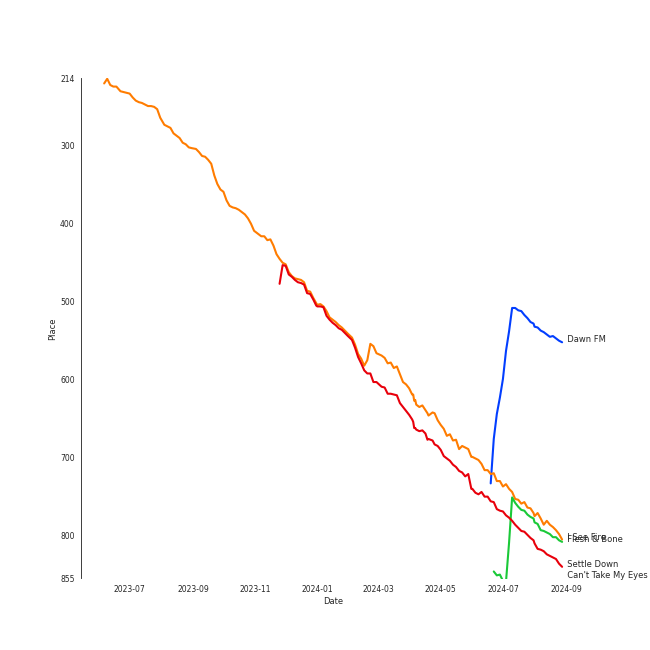 214
300
400
500
600
700
800
855
Place
2023-07
2023-09
2023-11
2024-01
2024-03
2024-05
2024-07
2024-09
Date
Dawn FM
I See Fire
Flesh & Bone
Settle Down
Can't Take My Eyes